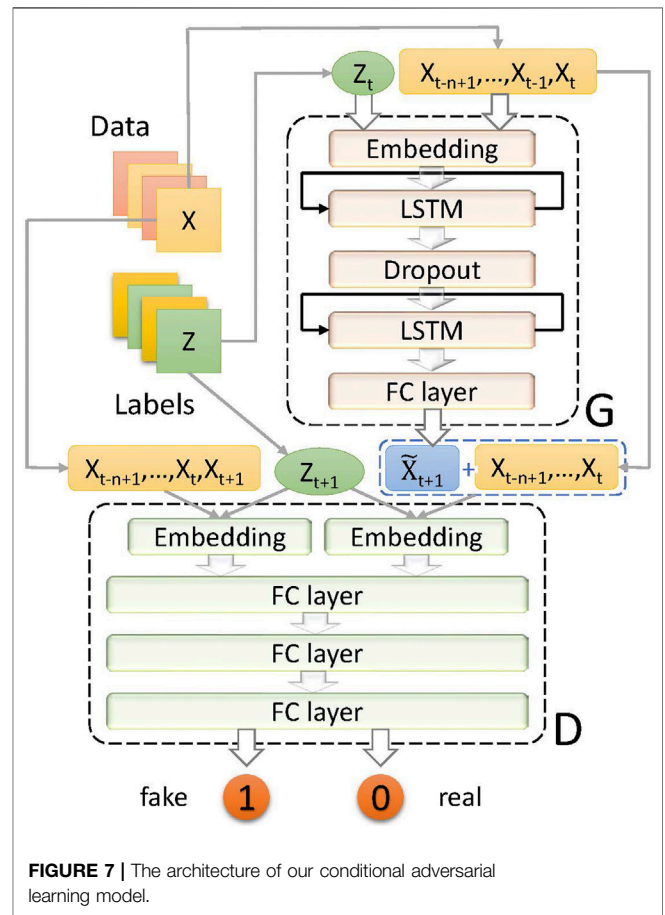 Z_t
X_{t-n+1},...,X_{t-1},X_t
Data
Embedding
X
LSTM
Dropout
Z
LSTM
Labels
FC layer
G
X_{t-n+1},...,X_t,X_{t+1}
Z_{t+1}
X̃_{t+1} + X_{t-n+1},...,X_t
Embedding Embedding
FC layer
FC layer
FC layer
D
fake 1 0 real
FIGURE 7 | The architecture of our conditional adversarial
learning model.